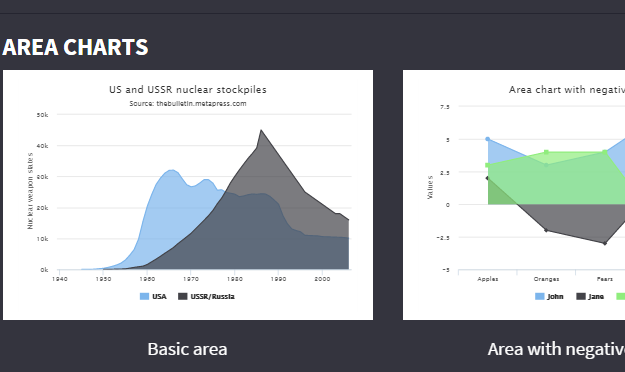 AREA CHARTS
US and USSR nuclear stockpiles
Source: thebulletin.metapress.com
Nuclear weapon states
50k
40k
30k
20k
10k
0k
1940 1950 1960 1970 1980 1990 2000
USA USSR/Russia
Basic area
Area chart with negativ
Values
7.5
5
2.5
0
-2.5
-5
Apples Oranges Pears
John Jane
Area with negativ